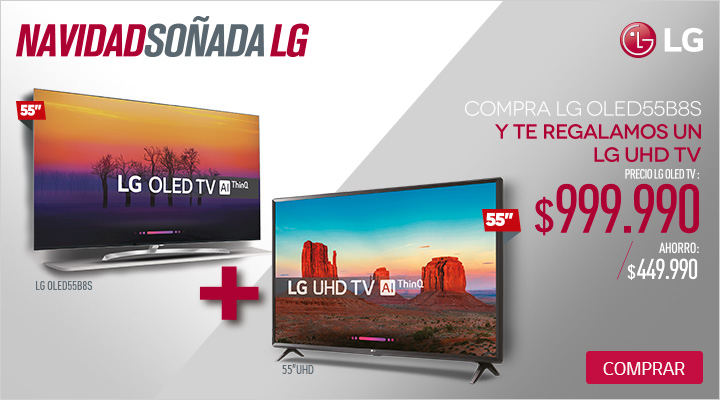 NAVIDADSOÑADA LG
LG
55"
LG OLED TV AI ThinQ
LG OLED55B8S
COMPRA LG OLED55B8S
Y TE REGALAMOS UN
LG UHD TV
PRECIO LG OLED TV :
$999.990
AHORRO:
$449.990
55"
LG UHD TV AI ThinQ
55"UHD
COMPRAR